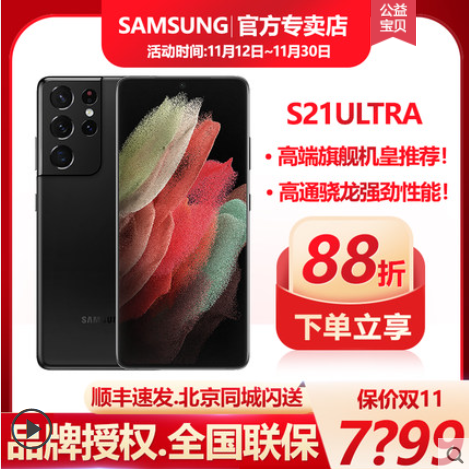 SAMSUNG 官方专卖店
公益
宝贝
活动时间:11月12日~11月30日
S21ULTRA
·高端旗舰机皇推荐!
·高通骁龙强劲性能!
88折
下单立享
SAMSUNG
顺丰速发.北京同城闪送
保价双11
品牌授权.全国联保
7?99